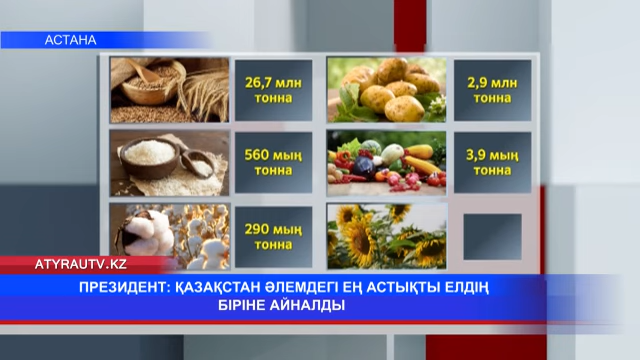 АСТАНА
26,7 млн
тонна
2,9 млн
тонна
560 мың
тонна
3,9 мың
тонна
290 мың
тонна
ATYRAUTV.KZ
ПРЕЗИДЕНТ: ҚАЗАҚСТАН ӘЛЕМДЕГІ ЕҢ АСТЫҚТЫ ЕЛДІҢ
БІРІНЕ АЙНАЛДЫ